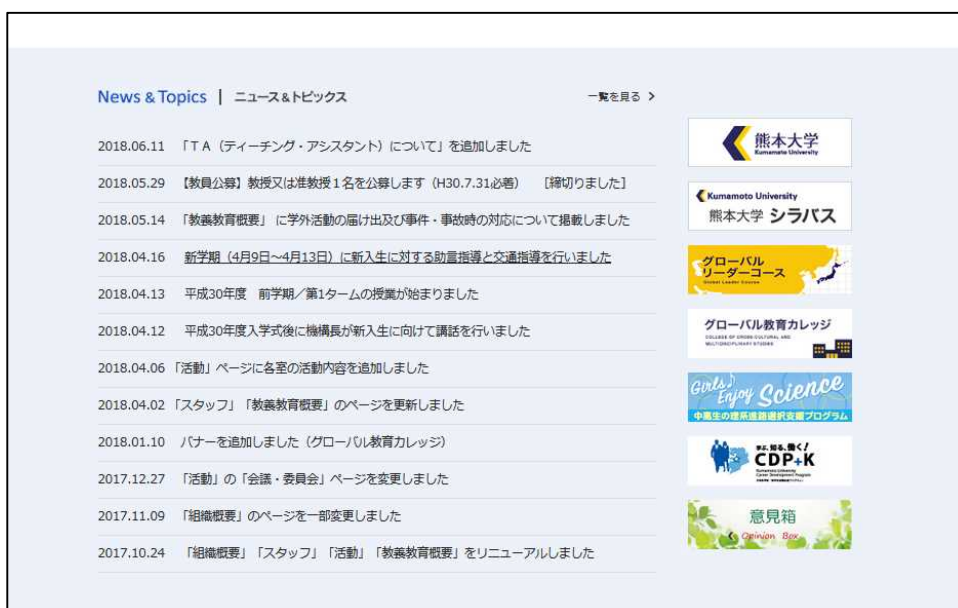 News & Topics | ニュース&トピックス
一覧を見る >
2018.06.11 「TA（ティーチング・アシスタント）について」を追加しました
2018.05.29 【教員公募】教授又は准教授1名を公募します（H30.7.31必着） ［締切りました］
2018.05.14 「教養教育概要」に学外活動の届け出及び事件・事故時の対応について掲載しました
2018.04.16 新学期（4月9日～4月13日）に新入生に対する助言指導と交通指導を行いました
2018.04.13 平成30年度 前学期／第1タームの授業が始まりました
2018.04.12 平成30年度入学式後に機構長が新入生に向けて講話を行いました
2018.04.06 「活動」ページに各室の活動内容を追加しました
2018.04.02 「スタッフ」「教養教育概要」のページを更新しました
2018.01.10 バナーを追加しました（グローバル教育カレッジ）
2017.12.27 「活動」の「会議・委員会」ページを変更しました
2017.11.09 「組織概要」のページを一部変更しました
2017.10.24 「組織概要」「スタッフ」「活動」「教養教育概要」をリニューアルしました
熊本大学
Kumamoto University
Kumamoto University
熊本大学 シラバス
グローバル
リーダーコース
Global Leader Course
グローバル教育カレッジ
COLLEGE OF CROSS-CULTURAL AND
MULTIDISCIPLINARY STUDIES
Girls♪
Enjoy Science
中高生の理系進路選択支援プログラム
学ぶ、知る、働く！
CDP+K
Kumamoto University
Career Development Program
意見箱
Opinion Box